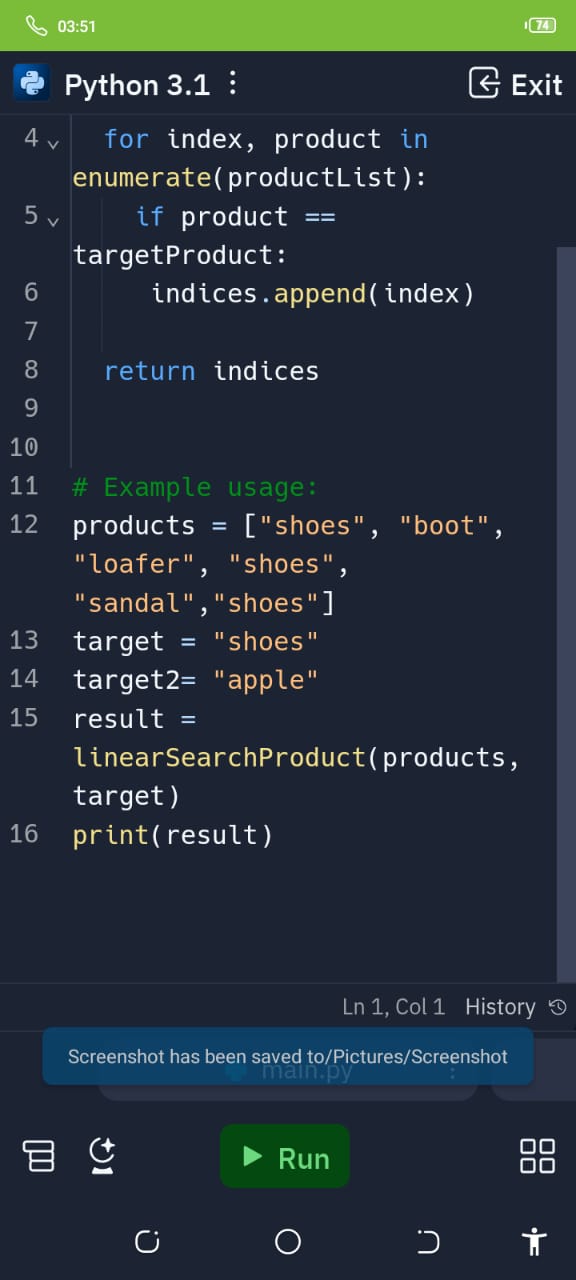 03:51
74
Python 3.1
Exit
4 for index, product in
enumerate(productList):
5 if product ==
targetProduct:
6 indices.append(index)
7
8 return indices
9
10
11 # Example usage:
12 products = ["shoes", "boot",
"loafer", "shoes",
"sandal","shoes"]
13 target = "shoes"
14 target2= "apple"
15 result =
linearSearchProduct(products,
target)
16 print(result)
Ln 1, Col 1 History
Screenshot has been saved to/Pictures/Screenshot
main.py
Run